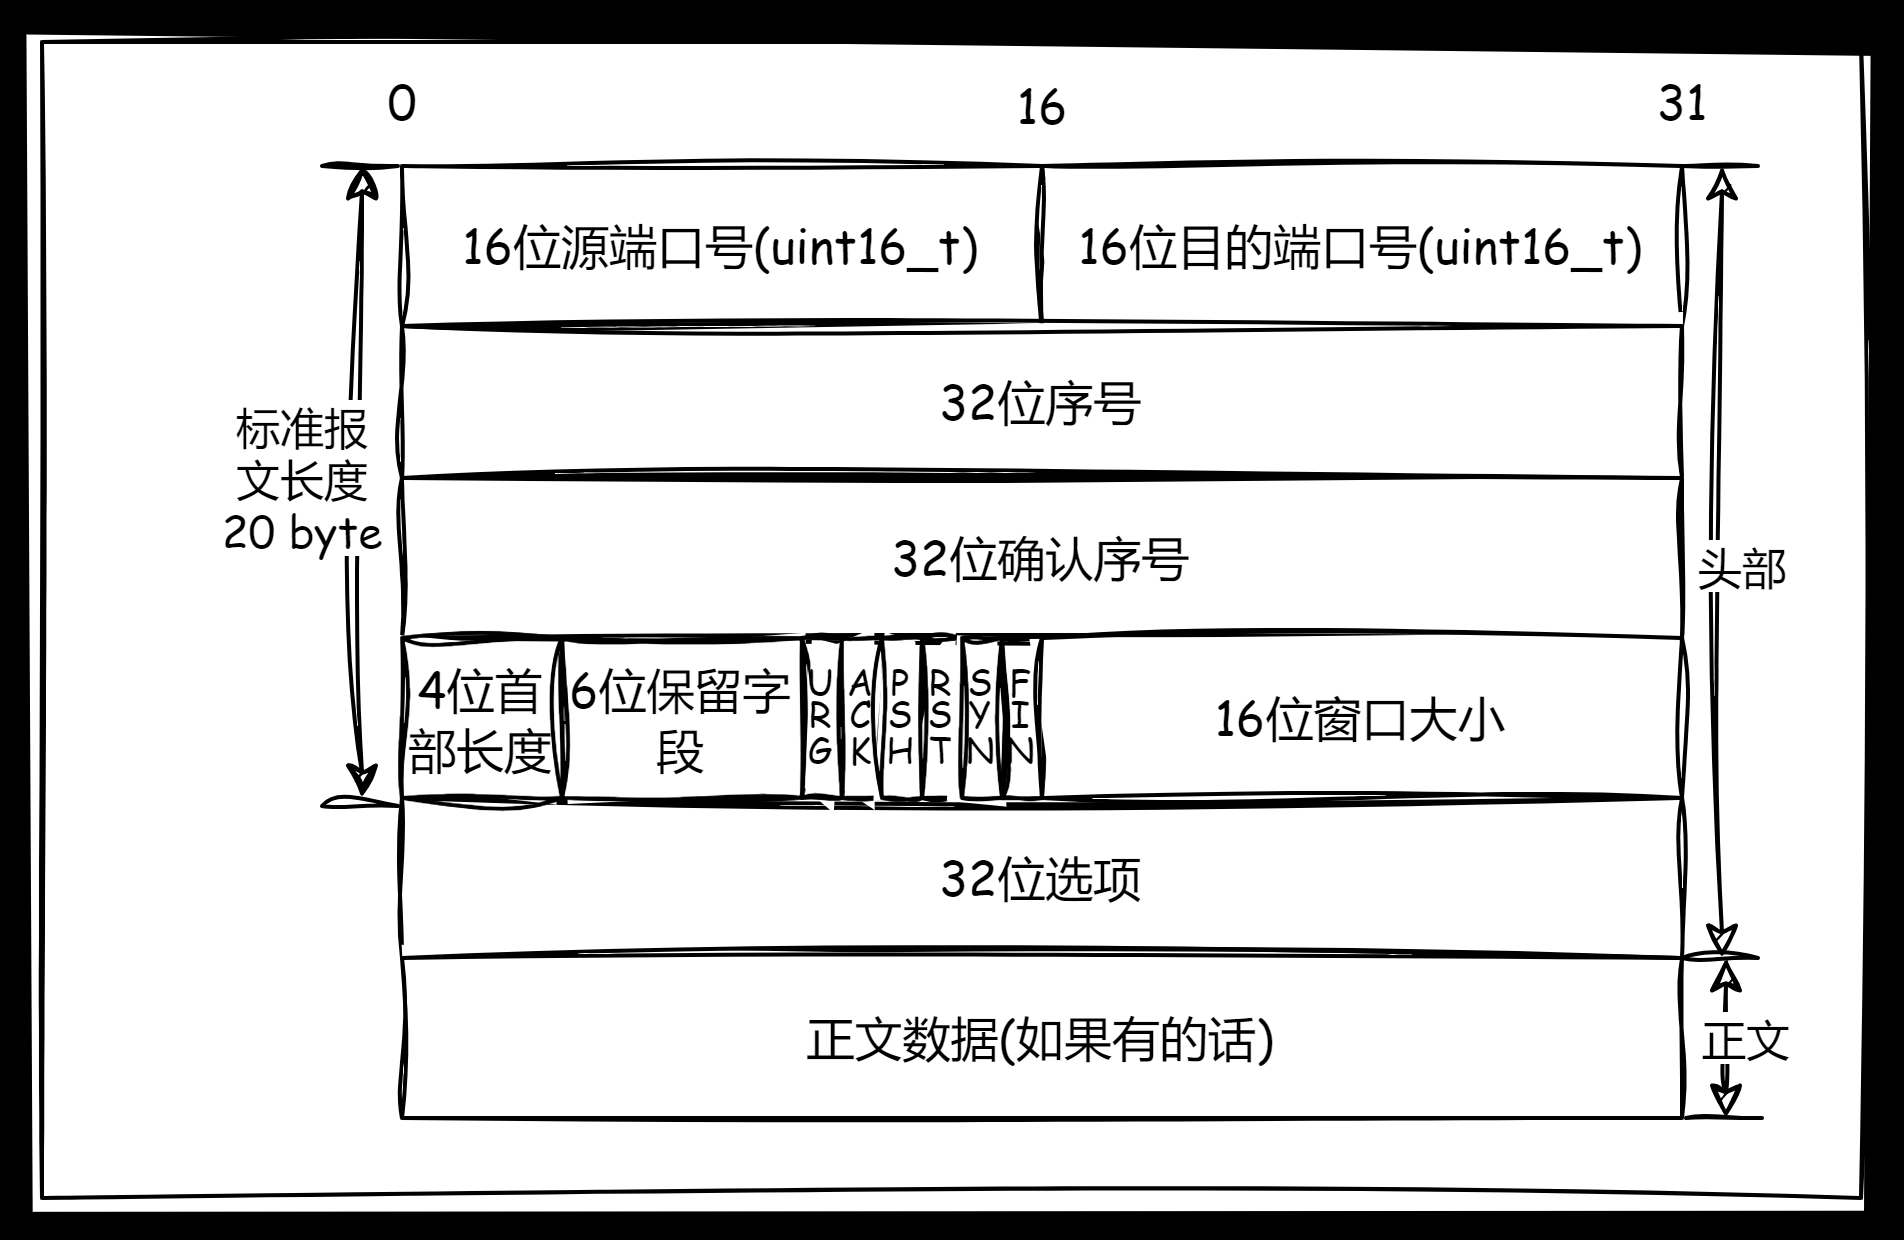 0
16
31
16位源端口号(uint16_t)
16位目的端口号(uint16_t)
32位序号
标准报
文长度
20 byte
32位确认序号
头部
4位首
部长度
6位保留字
段
URG
ACK
PSH
RST
SYN
FIN
16位窗口大小
32位选项
正文数据(如果有的话)
正文